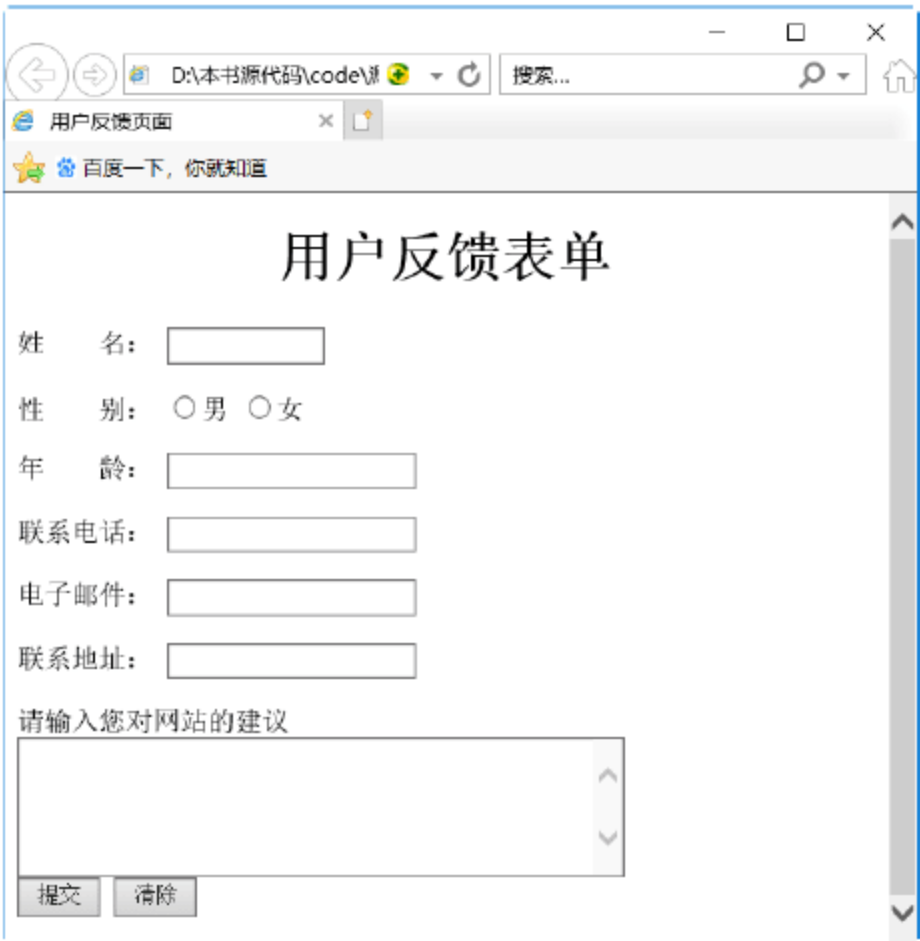 D:\本书源代码\code\ 搜索...
用户反馈页面
百度一下，你就知道
用户反馈表单
姓 名：
性 别： 男 女
年 龄：
联系电话：
电子邮件：
联系地址：
请输入您对网站的建议
提交 清除